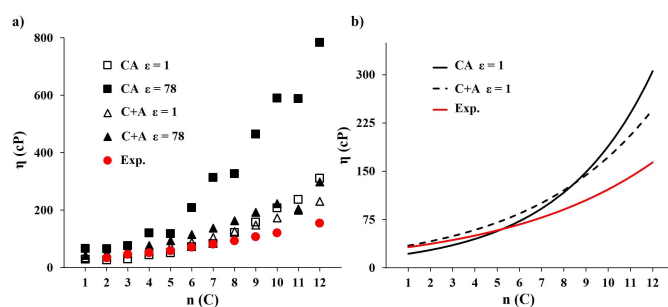 a)
η (cP)
800
600
400
200
0
CA ε = 1
CA ε = 78
C+A ε = 1
C+A ε = 78
Exp.
1 2 3 4 5 6 7 8 9 10 11 12
n (C)
b)
η (cP)
300
225
150
75
0
CA ε = 1
C+A ε = 1
Exp.
1 2 3 4 5 6 7 8 9 10 11 12
n (C)